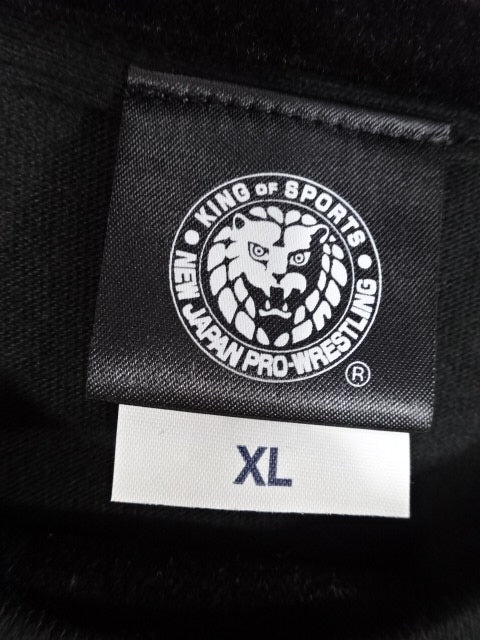 KING OF SPORTS
NEW JAPAN PRO-WRESTLING
®
XL